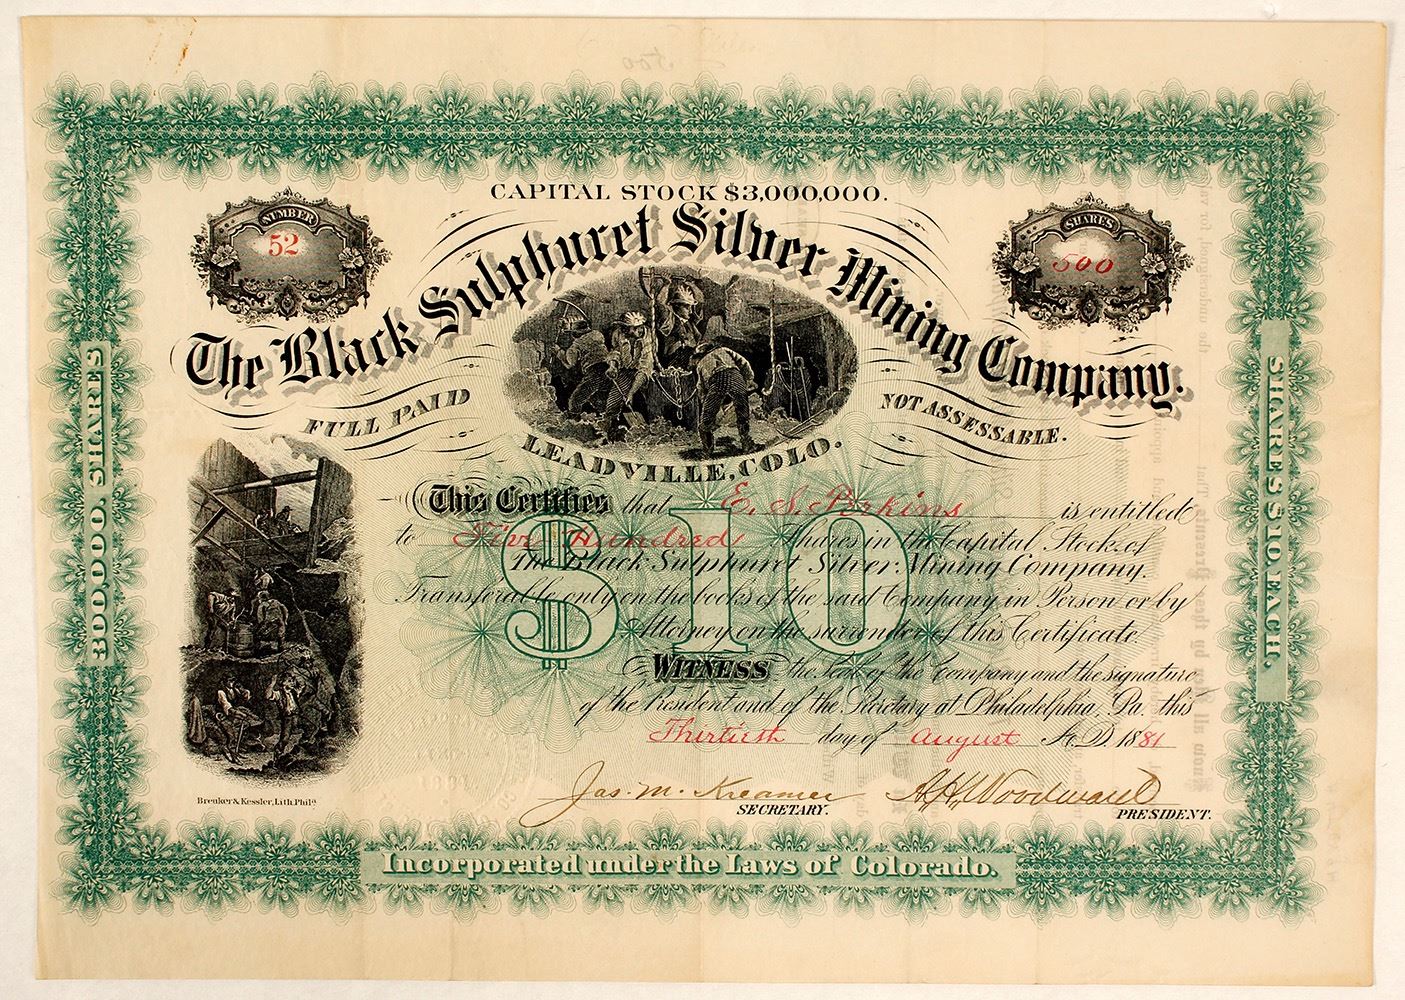 CAPITAL STOCK $3,000,000.
NUMBER
52
SHARES
500
The Black Sulphuret Silver Mining Company.
FULL PAID
NOT ASSESSABLE.
LEADVILLE, COLO.
300,000. SHARES
SHARES $10. EACH.
$10
This Certifies that E. S. Perkins is entitled
to Five Hundred Shares in the Capital Stock of
The Black Sulphuret Silver Mining Company.
Transferable only on the books of the said Company in Person or by
Attorney on the surrender of this Certificate.
WITNESS the Seal of the Company and the signature
of the President and of the Secretary at Philadelphia, Pa. this
Thirtieth day of August A.D. 1881
Jas. M. Kreamer
SECRETARY.
A. H. Woodward
PRESIDENT.
Breuker & Kessler, Lith. Phila.
Incorporated under the Laws of Colorado.